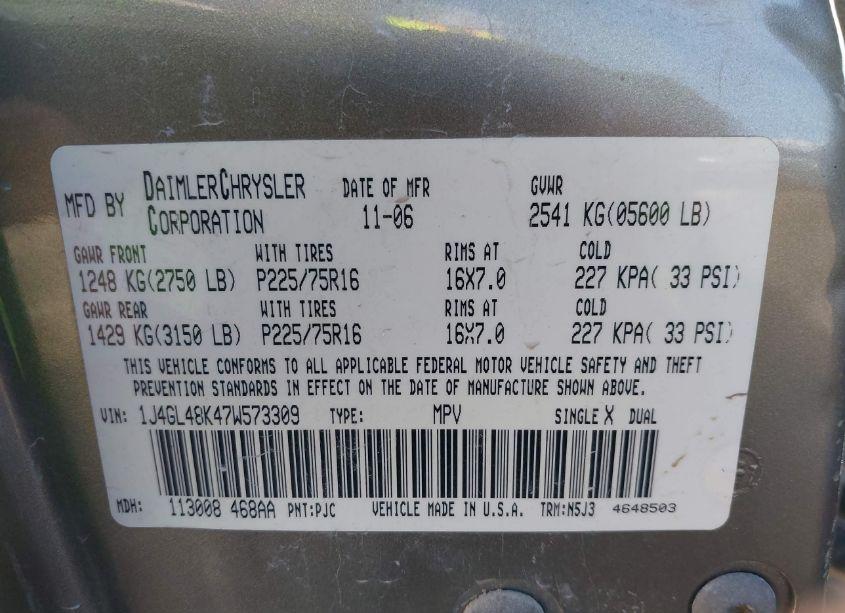 MFD BY DAIMLERCHRYSLER CORPORATION DATE OF MFR 11-06 GVWR 2541 KG(05600 LB)
GAWR FRONT WITH TIRES RIMS AT COLD
1248 KG(2750 LB) P225/75R16 16X7.0 227 KPA( 33 PSI)
GAWR REAR WITH TIRES RIMS AT COLD
1429 KG(3150 LB) P225/75R16 16X7.0 227 KPA( 33 PSI)
THIS VEHICLE CONFORMS TO ALL APPLICABLE FEDERAL MOTOR VEHICLE SAFETY AND THEFT
PREVENTION STANDARDS IN EFFECT ON THE DATE OF MANUFACTURE SHOWN ABOVE.
VIN: 1J4GL48K47W573309 TYPE: MPV SINGLE X DUAL
MDH: 113008 468AA PNT:PJC VEHICLE MADE IN U.S.A. TRM:N5J3 4648503